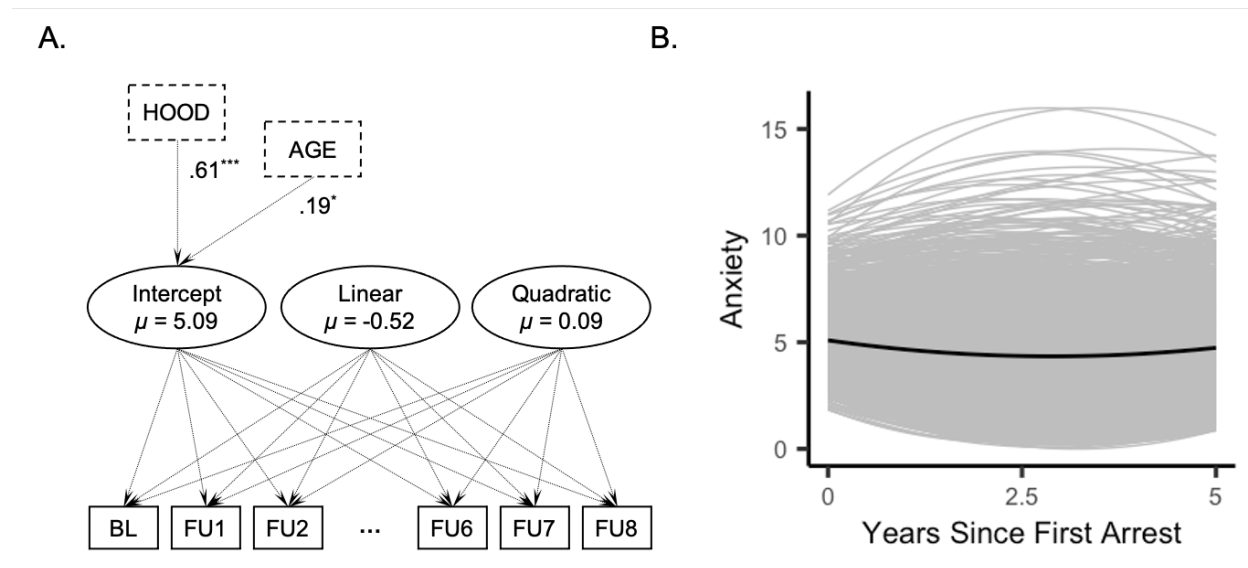 A.
HOOD
AGE
.61***
.19*
Intercept
μ = 5.09
Linear
μ = -0.52
Quadratic
μ = 0.09
BL
FU1
FU2
...
FU6
FU7
FU8
B.
Anxiety
15
10
5
0
0
2.5
5
Years Since First Arrest